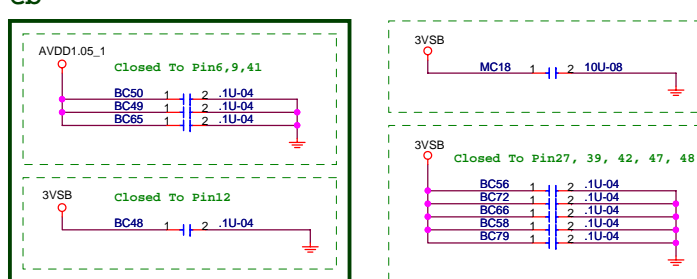 AVDD1.05_1
Closed To Pin6,9,41
BC50 1 2 .1U-04
BC49 1 2 .1U-04
BC65 1 2 .1U-04
3VSB
Closed To Pin12
BC48 1 2 .1U-04
3VSB
MC18 1 2 10U-08
3VSB
Closed To Pin27, 39, 42, 47, 48
BC56 1 2 .1U-04
BC72 1 2 .1U-04
BC66 1 2 .1U-04
BC58 1 2 .1U-04
BC79 1 2 .1U-04